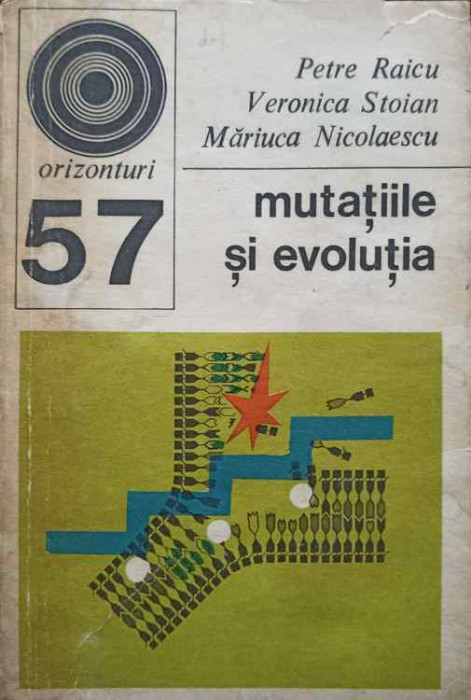 orizonturi
57
Petre Raicu
Veronica Stoian
Măriuca Nicolaescu
mutațiile
și evoluția